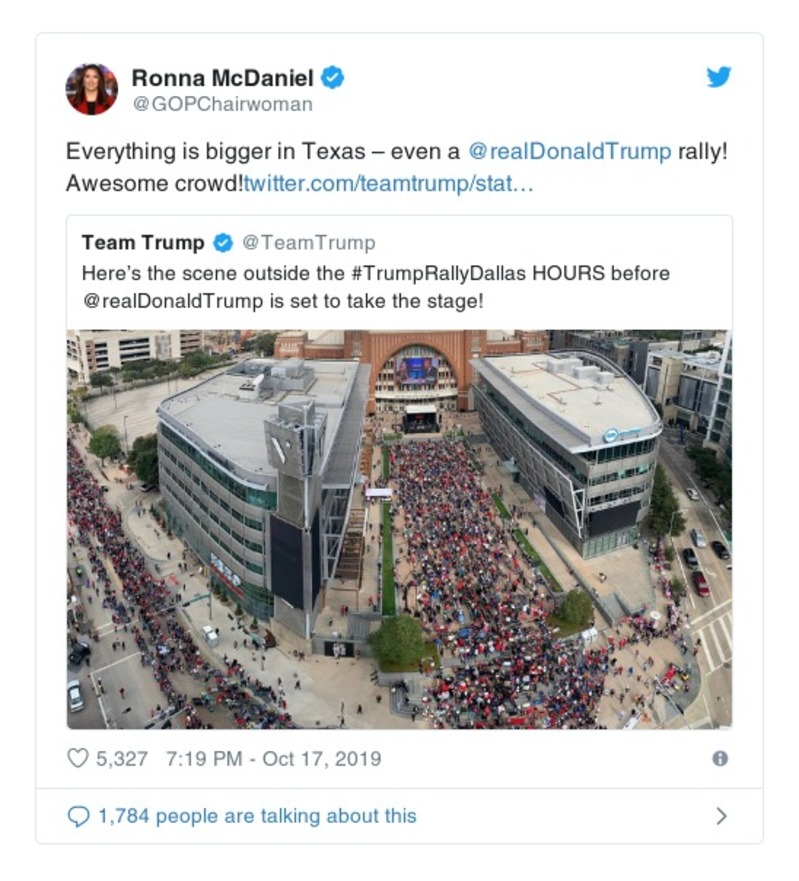 Ronna McDaniel
@GOPChairwoman
Everything is bigger in Texas – even a @realDonaldTrump rally!
Awesome crowd!twitter.com/teamtrump/stat…
Team Trump @TeamTrump
Here’s the scene outside the #TrumpRallyDallas HOURS before
@realDonaldTrump is set to take the stage!
5,327 7:19 PM - Oct 17, 2019
1,784 people are talking about this